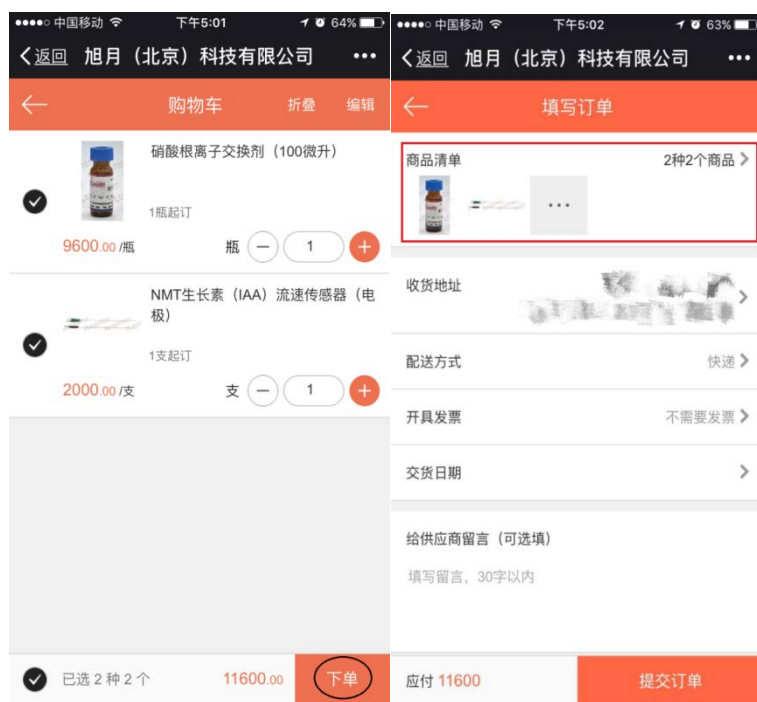 中国移动 下午5:01 64%
返回 旭月（北京）科技有限公司
购物车 折叠 编辑
硝酸根离子交换剂（100微升）
1瓶起订
9600.00 /瓶 瓶 1
NMT生长素（IAA）流速传感器（电
极）
1支起订
2000.00 /支 支 1
已选 2 种 2 个 11600.00 下单
中国移动 下午5:02 63%
返回 旭月（北京）科技有限公司
填写订单
商品清单 2种2个商品
收货地址
配送方式 快递
开具发票 不需要发票
交货日期
给供应商留言（可选填）
填写留言，30字以内
应付 11600 提交订单